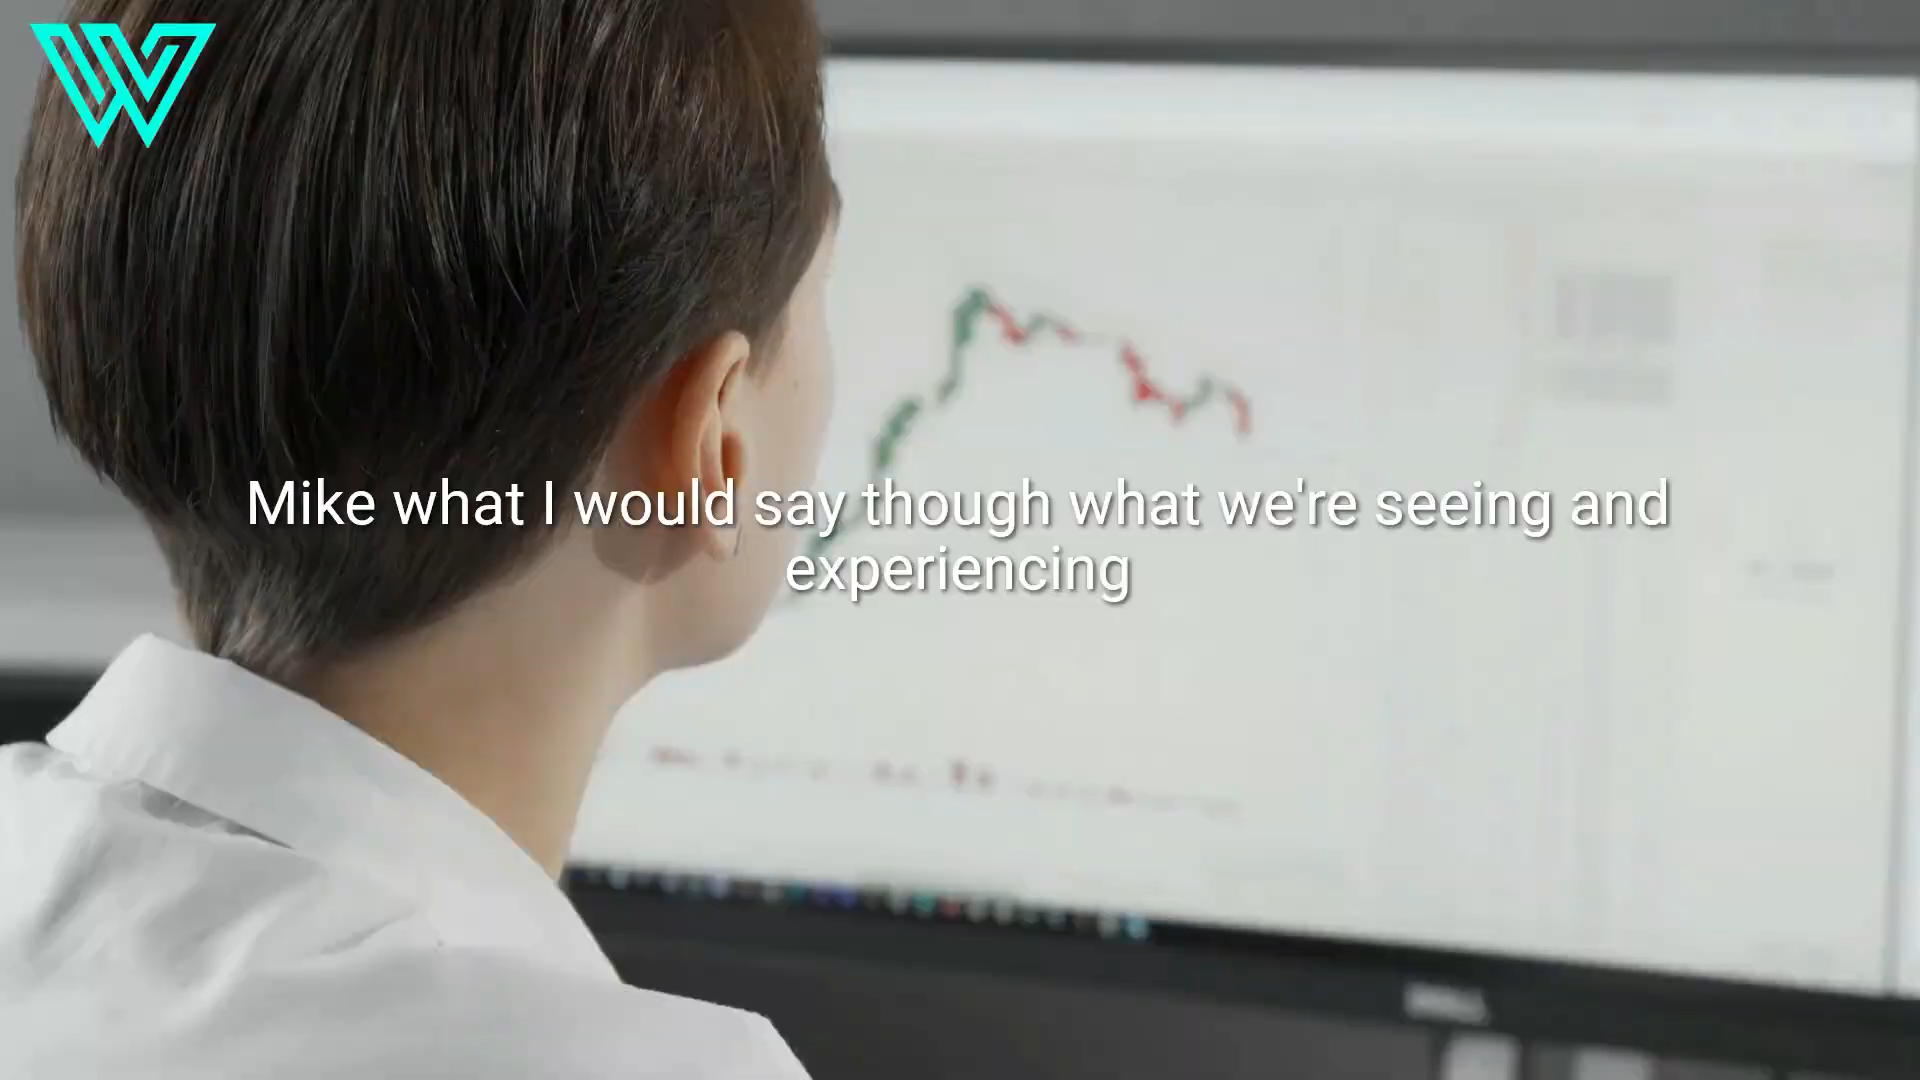 Mike what I would say though what we're seeing and
experiencing